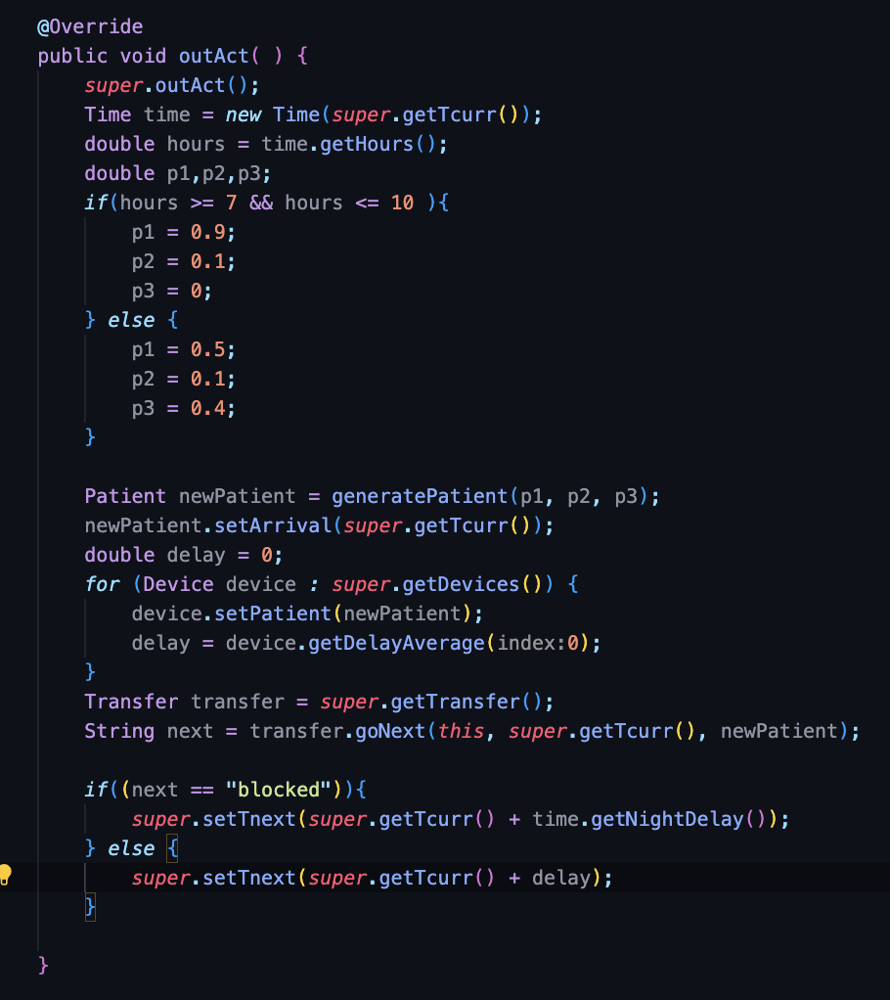 @Override
public void outAct( ) {
    super.outAct();
    Time time = new Time(super.getTcurr());
    double hours = time.getHours();
    double p1,p2,p3;
    if(hours >= 7 && hours <= 10 ){
        p1 = 0.9;
        p2 = 0.1;
        p3 = 0;
    } else {
        p1 = 0.5;
        p2 = 0.1;
        p3 = 0.4;
    }

    Patient newPatient = generatePatient(p1, p2, p3);
    newPatient.setArrival(super.getTcurr());
    double delay = 0;
    for (Device device : super.getDevices()) {
        device.setPatient(newPatient);
        delay = device.getDelayAverage(index:0);
    }
    Transfer transfer = super.getTransfer();
    String next = transfer.goNext(this, super.getTcurr(), newPatient);

    if((next == "blocked")){
        super.setTnext(super.getTcurr() + time.getNightDelay());
    } else {
        super.setTnext(super.getTcurr() + delay);
    }

}